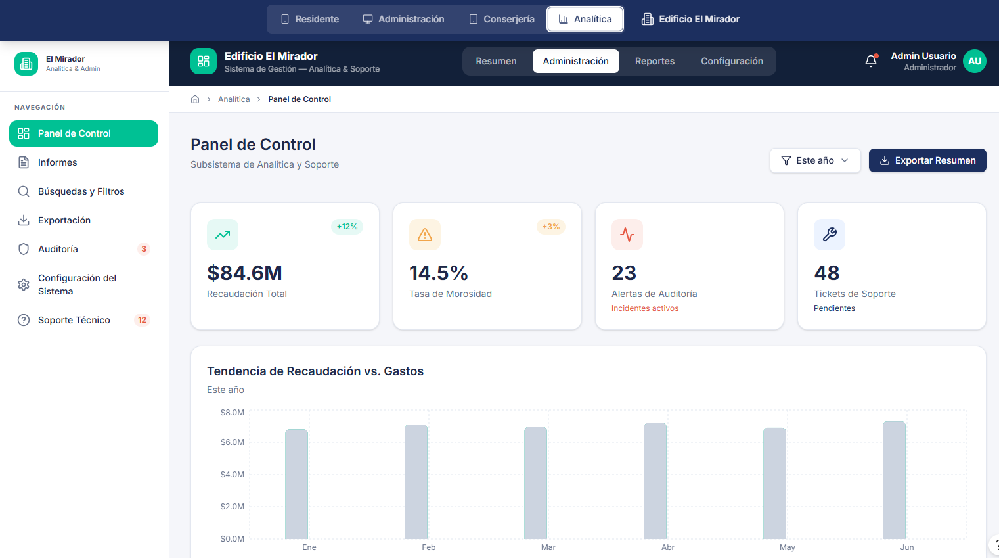 Residente
Administración
Conserjería
Analítica
Edificio El Mirador
El Mirador
Analítica & Admin
Edificio El Mirador
Sistema de Gestión — Analítica & Soporte
Resumen
Administración
Reportes
Configuración
Admin Usuario
Administrador
AU
NAVEGACIÓN
Panel de Control
Informes
Búsquedas y Filtros
Exportación
Auditoría 3
Configuración del
Sistema
Soporte Técnico 12
Analítica
Panel de Control
Panel de Control
Subsistema de Analítica y Soporte
Este año
Exportar Resumen
+12%
$84.6M
Recaudación Total
+3%
14.5%
Tasa de Morosidad
23
Alertas de Auditoría
Incidentes activos
48
Tickets de Soporte
Pendientes
Tendencia de Recaudación vs. Gastos
Este año
$8.0M
$6.0M
$4.0M
$2.0M
$0.0M
Ene Feb Mar Abr May Jun
?